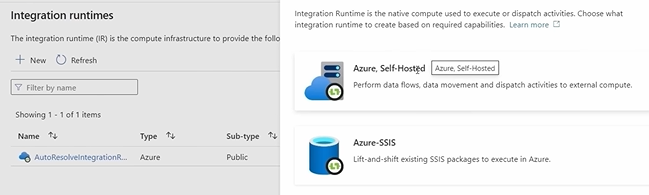 Integration runtimes
The integration runtime (IR) is the compute infrastructure to provide the follo
New Refresh
Filter by name
Showing 1 - 1 of 1 items
Name Type Sub-type
AutoResolveIntegrationR... Azure Public
Integration Runtime is the native compute used to execute or dispatch activities. Choose what
integration runtime to create based on required capabilities. Learn more
Azure, Self-Hosted Azure, Self-Hosted
Perform data flows, data movement and dispatch activities to external compute.
Azure-SSIS
Lift-and-shift existing SSIS packages to execute in Azure.